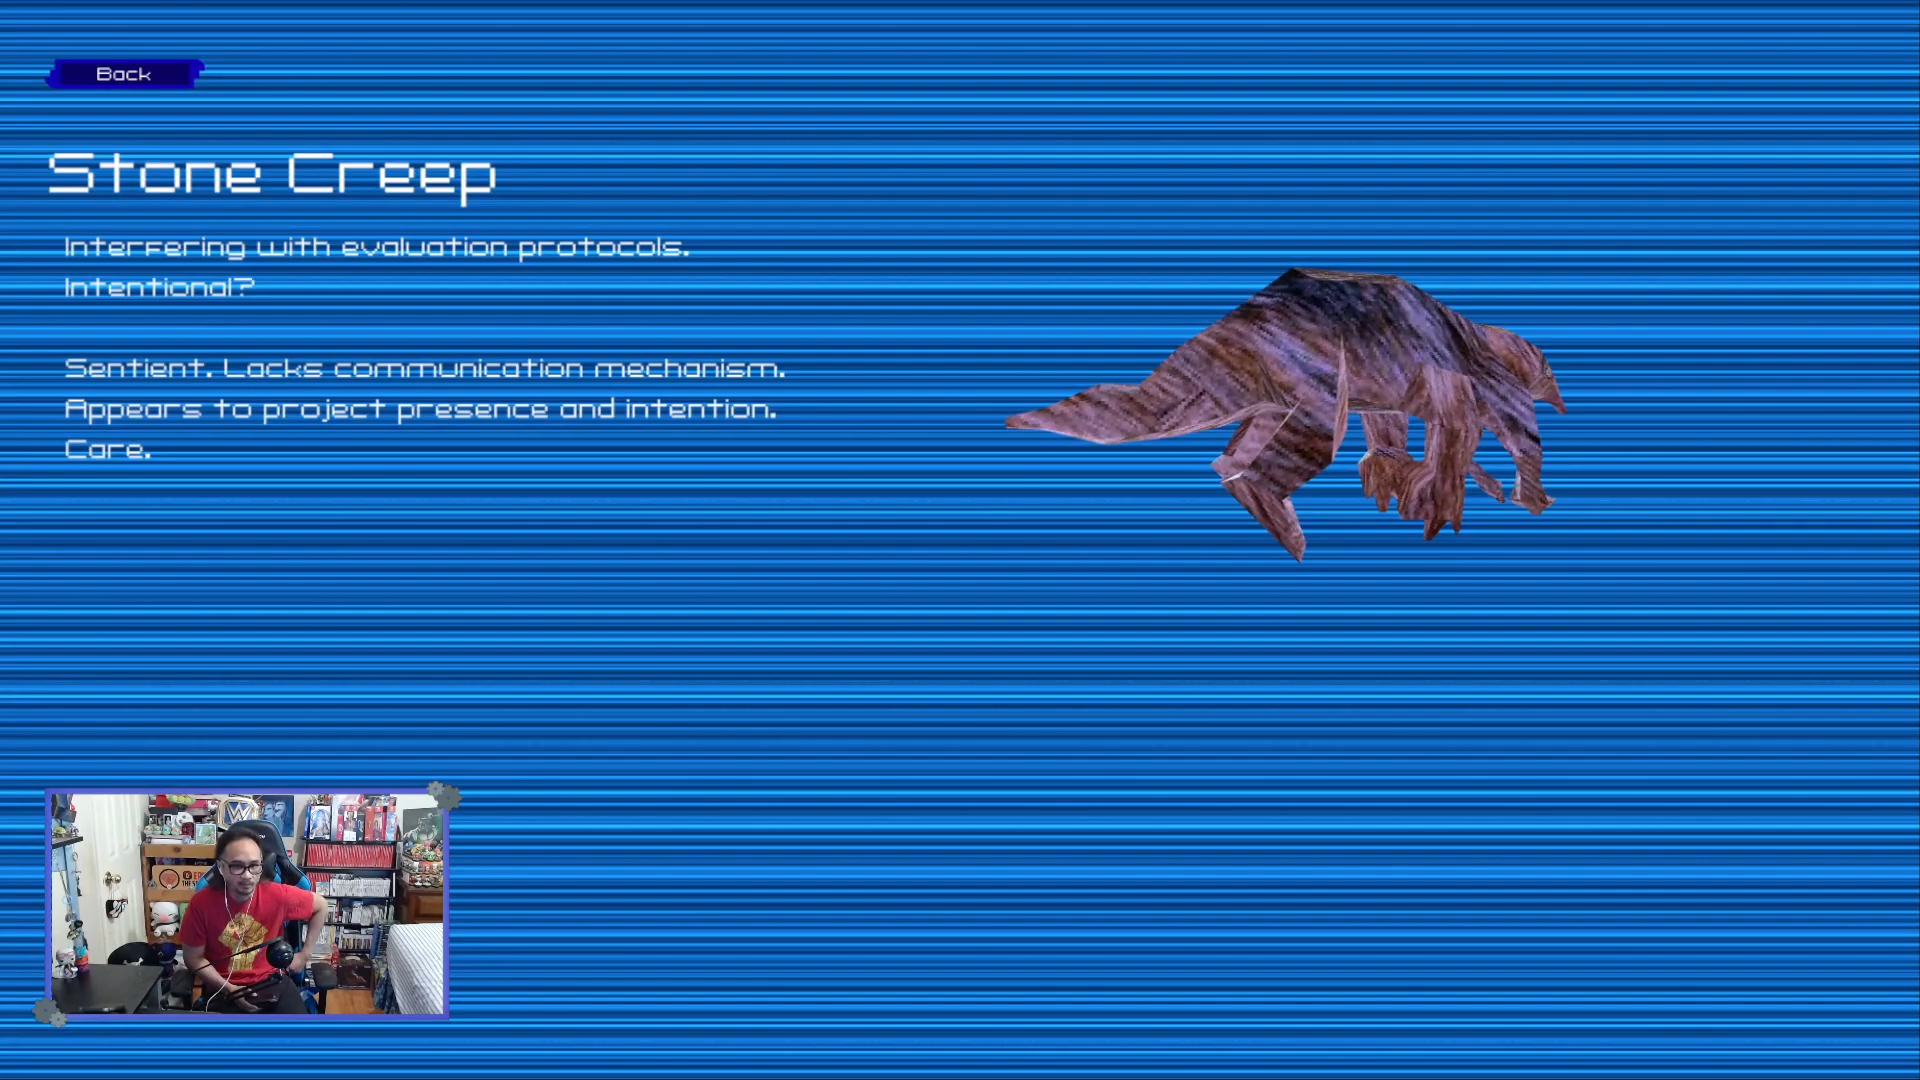 Back
Stone Creep
Interfering with evaluation protocols.
Intentional?
Sentient. Lacks communication mechanism.
Appears to project presence and intention.
Care.